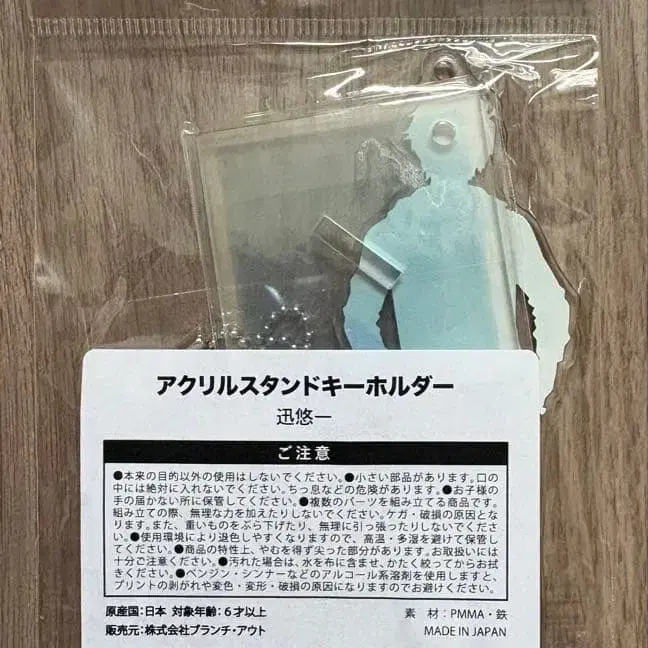 アクリルスタンドキーホルダー
迅悠一
ご注意
●本来の目的以外の使用はしないでください。●小さい部品があります。口の
中には絶対に入れないでください。ちっ息などの危険があります。●お子様の
手の届かない所に保管してください。●複数のパーツを組み立てる商品です。
組み立ての際、無理な力を加えたりしないでください。ケガ・破損の原因とな
ります。また、重いものをぶら下げたり、無理に引っ張ったりしないでくださ
い。●使用環境により退色しやすくなりますので、高温・多湿を避けて保管し
てください。●商品の特性上、やむを得ず尖った部分があります。お取扱いには
十分ご注意ください。●汚れた場合は、水を布に含ませ、かたく絞ってからお拭
きください。●ベンジン・シンナーなどのアルコール系溶剤を使用しますと、
プリントの剥がれや変色・変形・破損の原因になりますのでお避けください。
原産国:日本 対象年齢:6才以上 素 材:PMMA・鉄
販売元:株式会社ブランチ・アウト MADE IN JAPAN